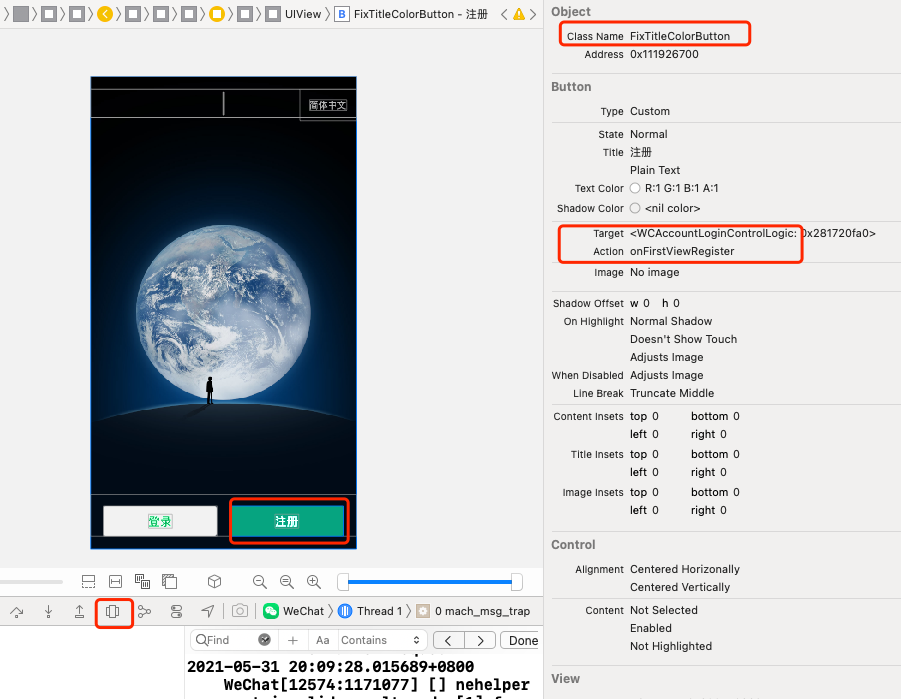 UIView
B
FixTitleColorButton - 注册
简体中文
登录
注册
WeChat
Thread 1
0 mach_msg_trap
Find
Aa
Contains
Done
2021-05-31 20:09:28.015689+0800
WeChat[12574:1171077] [] nehelper
Object
Class Name FixTitleColorButton
Address 0x111926700
Button
Type Custom
State Normal
Title 注册
Plain Text
Text Color R:1 G:1 B:1 A:1
Shadow Color <nil color>
Target <WCAccountLoginControlLogic: 0x281720fa0>
Action onFirstViewRegister
Image No image
Shadow Offset w 0 h 0
On Highlight Normal Shadow
Doesn't Show Touch
Adjusts Image
When Disabled Adjusts Image
Line Break Truncate Middle
Content Insets top 0 bottom 0
left 0 right 0
Title Insets top 0 bottom 0
left 0 right 0
Image Insets top 0 bottom 0
left 0 right 0
Control
Alignment Centered Horizonally
Centered Vertically
Content Not Selected
Enabled
Not Highlighted
View